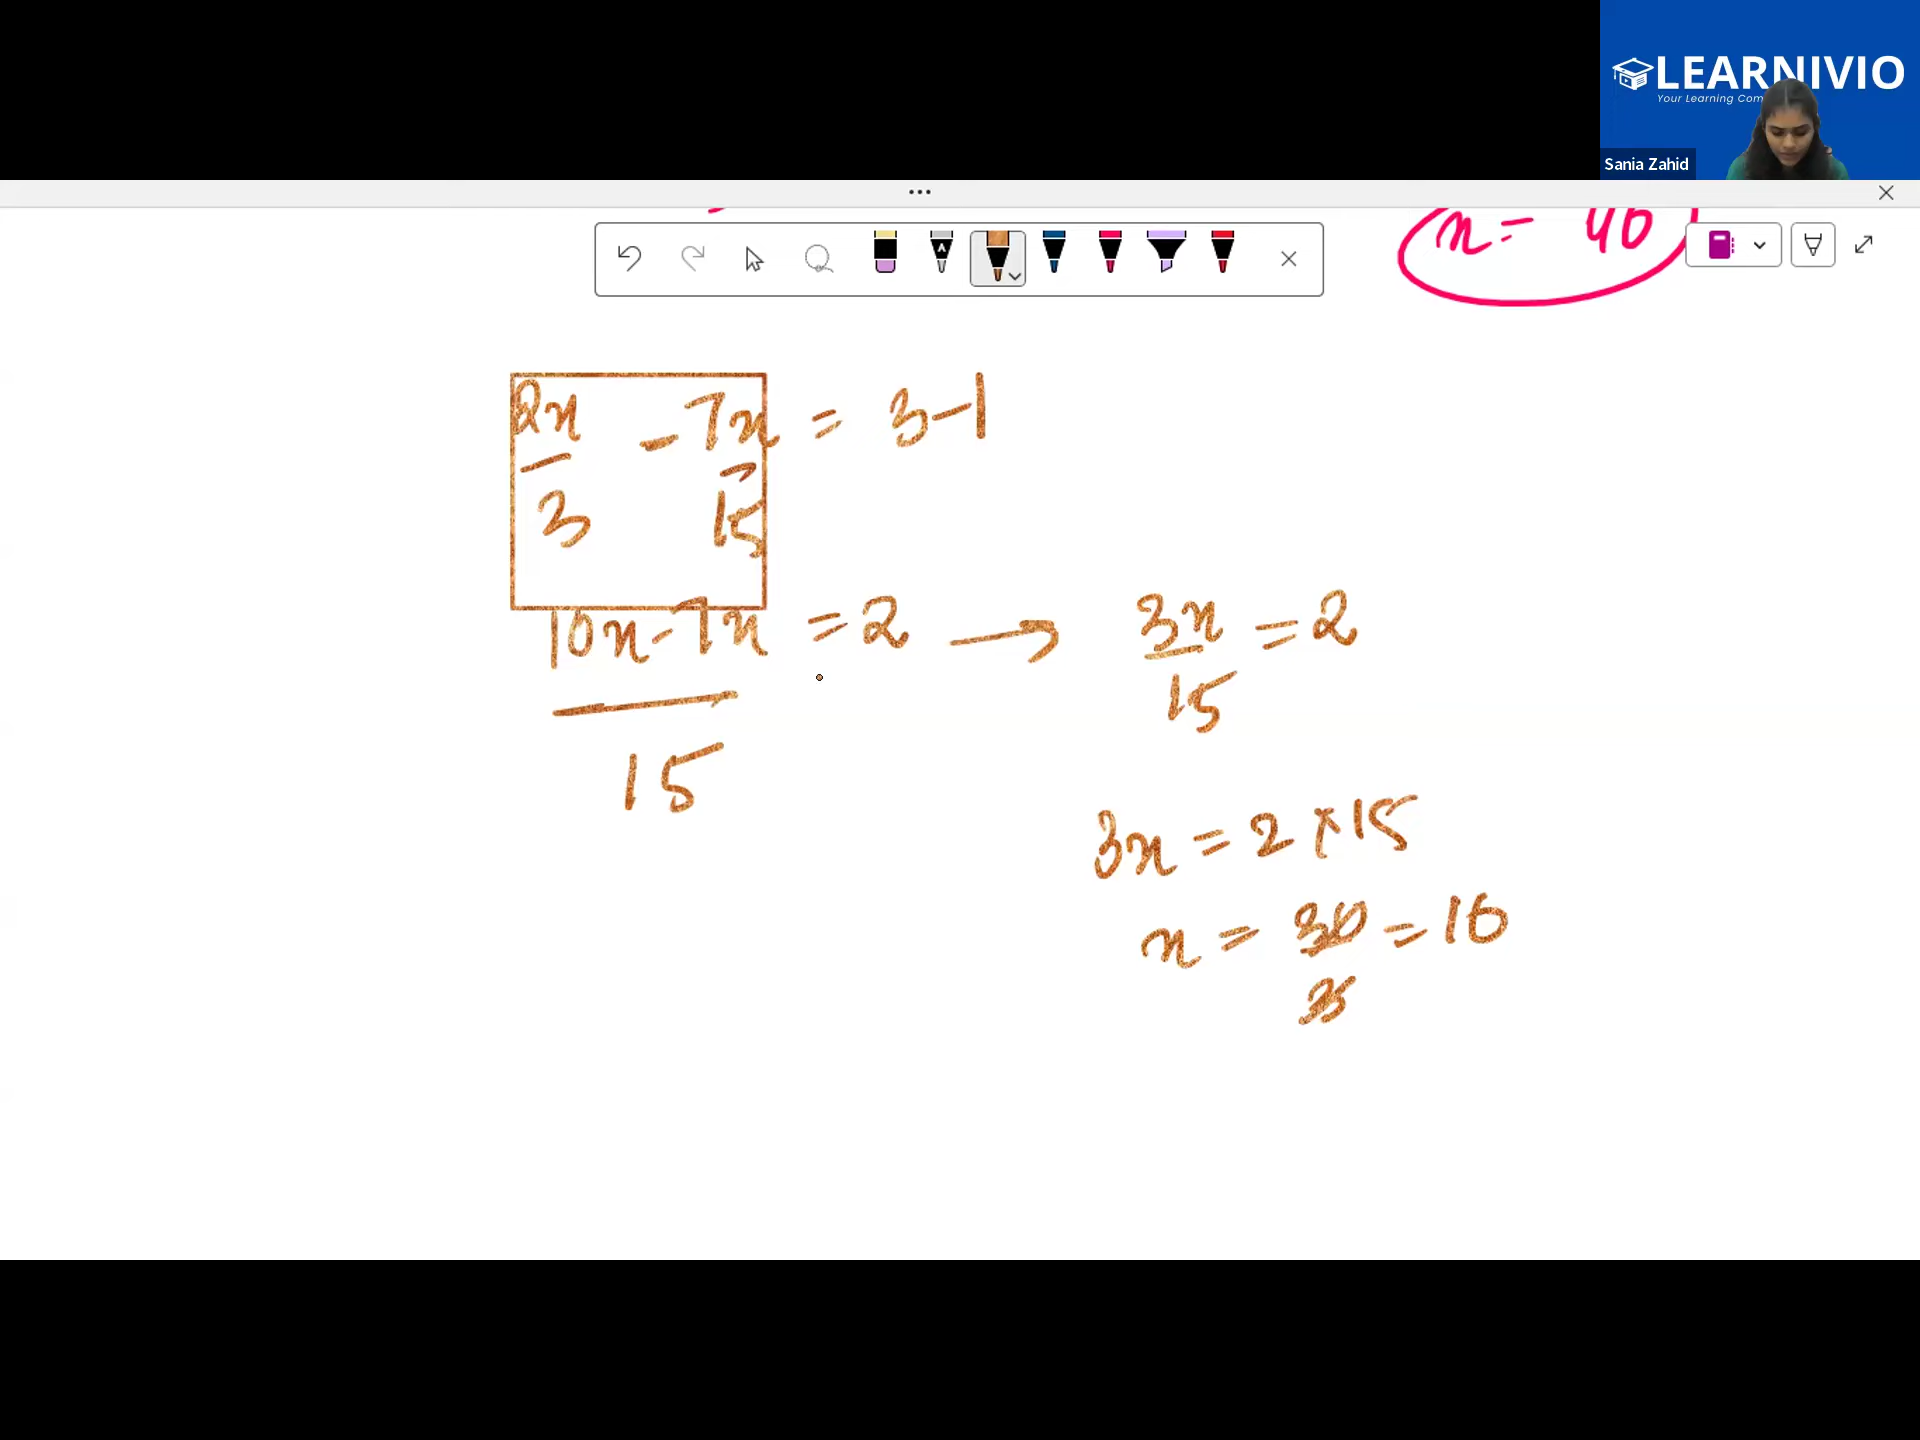 LEARNIVIO
Your Learning Com
Sania Zahid
x = 40
2x/3 - 7x/15 = 3-1
10x-7x/15 = 2 → 3x/15 = 2
3x = 2 × 15
x = 30/3 = 10